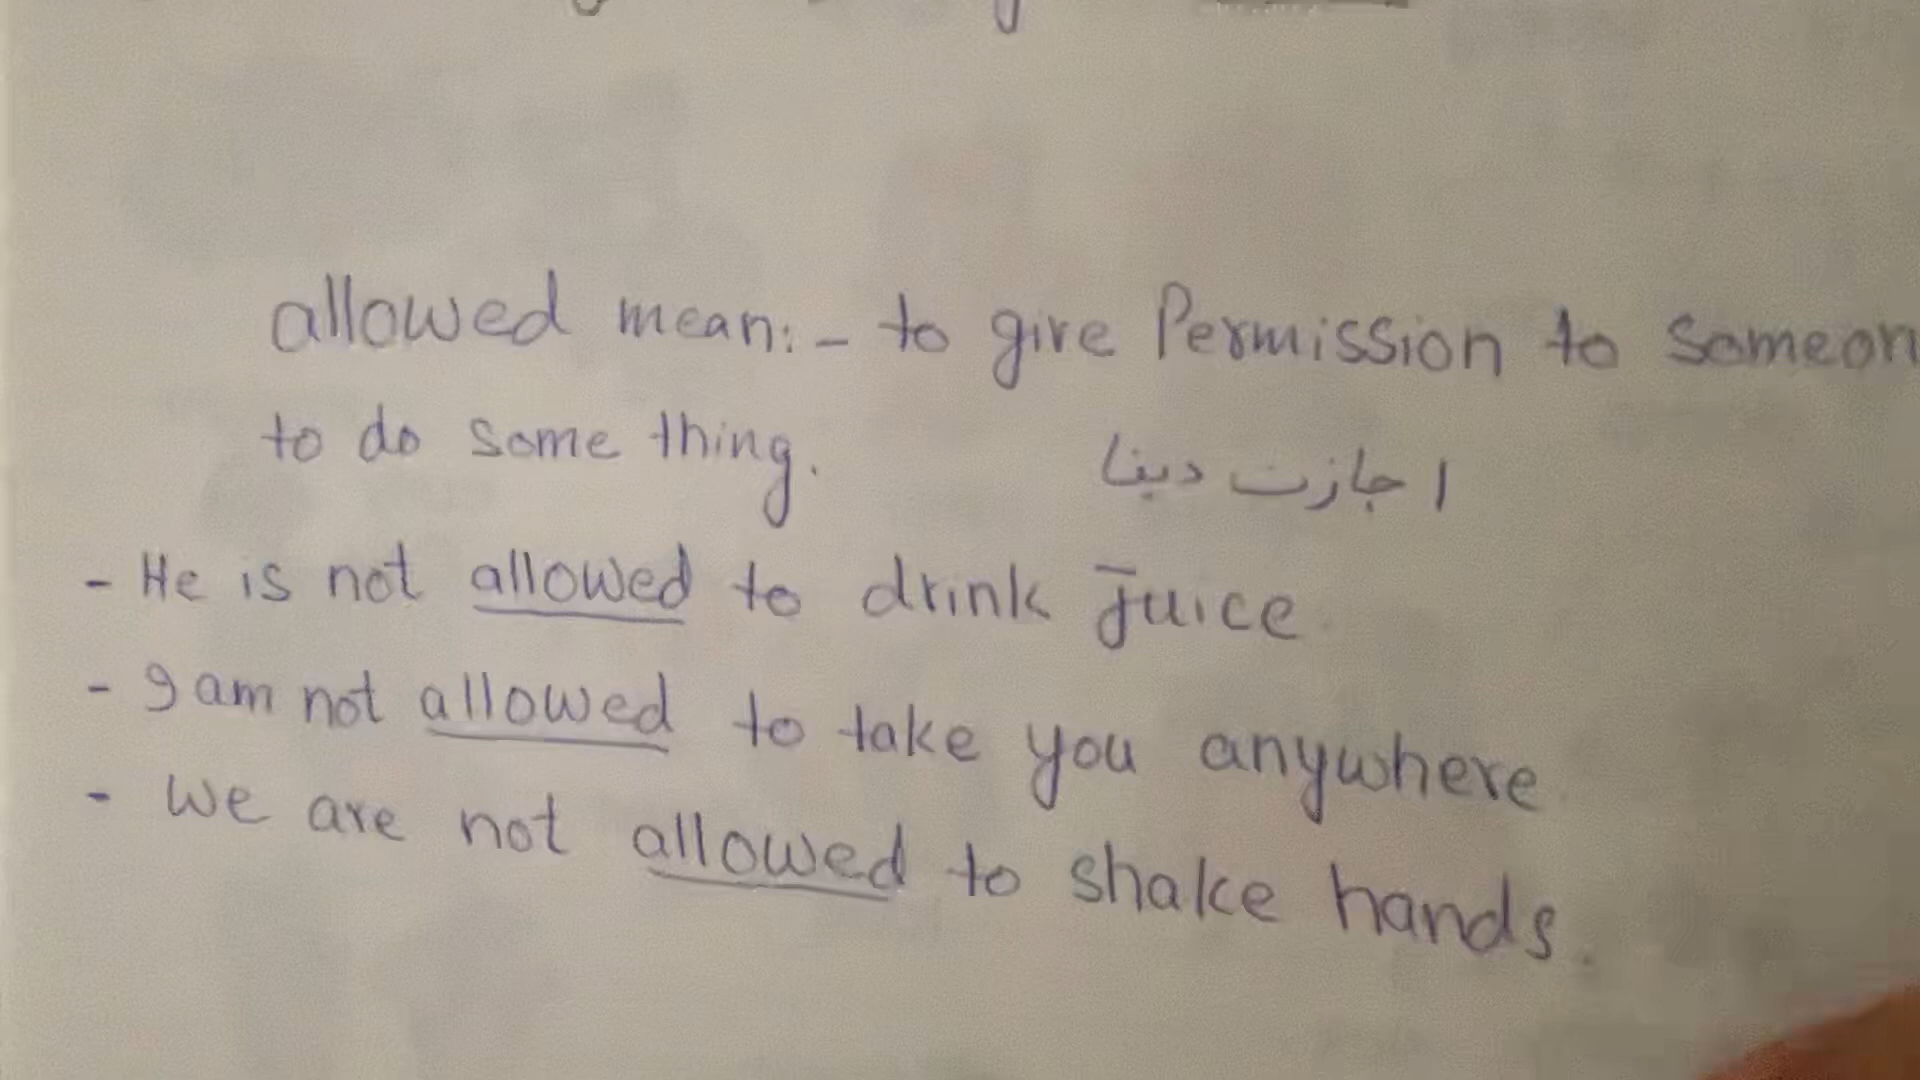 allowed mean:- to give Permission to someon
to do some thing.
اجازت دینا
- He is not allowed to drink Juice.
- I am not allowed to take you anywhere.
- We are not allowed to shake hands.